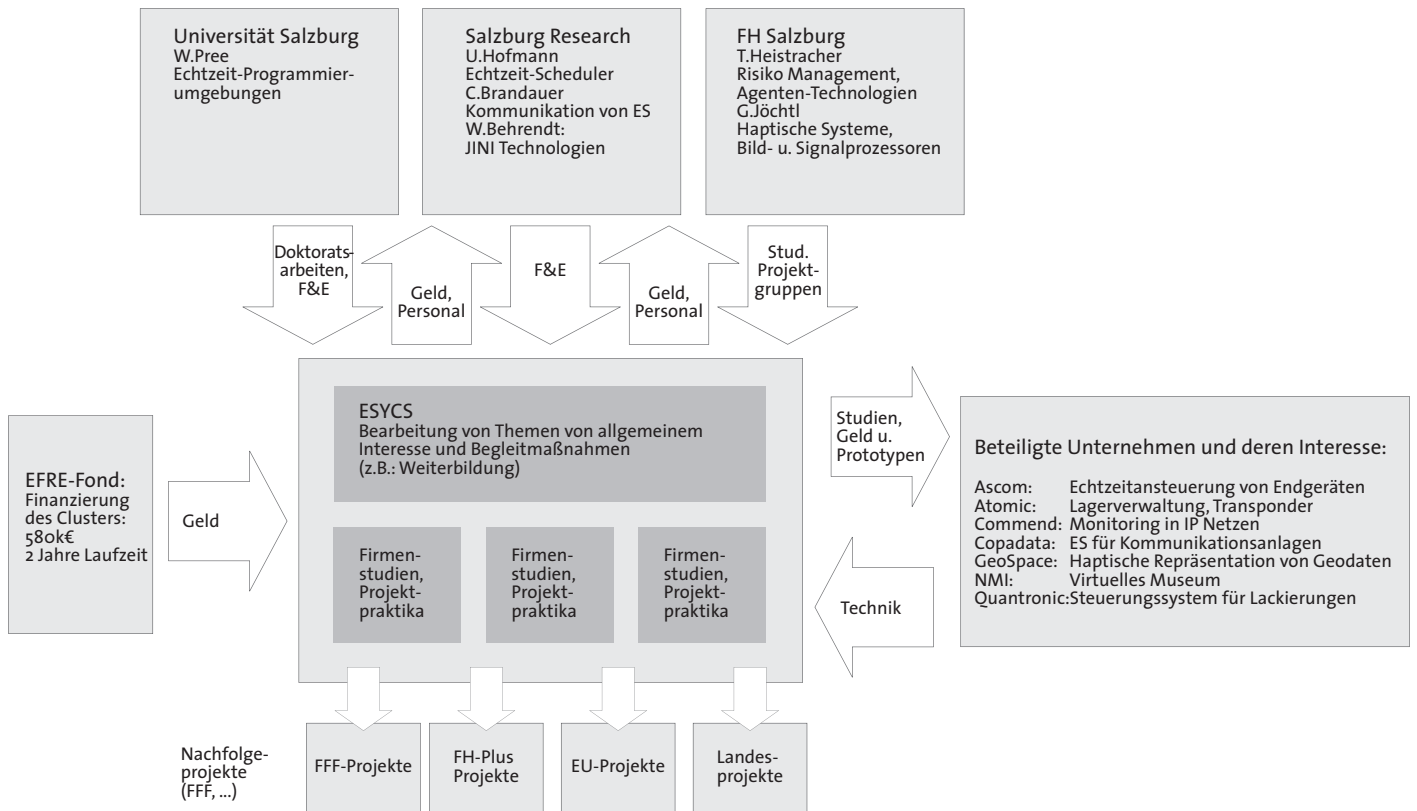 Universität Salzburg
W.Pree
Echtzeit-Programmier-
umgebungen
Salzburg Research
U.Hofmann
Echtzeit-Scheduler
C.Brandauer
Kommunikation von ES
W.Behrendt:
JINI Technologien
FH Salzburg
T.Heistracher
Risiko Management,
Agenten-Technologien
G.Jöchtl
Haptische Systeme,
Bild- u. Signalprozessoren
Doktorats-
arbeiten,
F&E
Geld,
Personal
F&E
Geld,
Personal
Stud.
Projekt-
gruppen
EFRE-Fond:
Finanzierung
des Clusters:
580k€
2 Jahre Laufzeit
Geld
ESYCS
Bearbeitung von Themen von allgemeinem
Interesse und Begleitmaßnahmen
(z.B.: Weiterbildung)
Firmen-
studien,
Projekt-
praktika
Firmen-
studien,
Projekt-
praktika
Firmen-
studien,
Projekt-
praktika
Studien,
Geld u.
Prototypen
Technik
Beteiligte Unternehmen und deren Interesse:
Ascom: Echtzeitansteuerung von Endgeräten
Atomic: Lagerverwaltung, Transponder
Commend: Monitoring in IP Netzen
Copadata: ES für Kommunikationsanlagen
GeoSpace: Haptische Repräsentation von Geodaten
NMI: Virtuelles Museum
Quantronic:Steuerungssystem für Lackierungen
Nachfolge-
projekte
(FFF, ...)
FFF-Projekte
FH-Plus
Projekte
EU-Projekte
Landes-
projekte